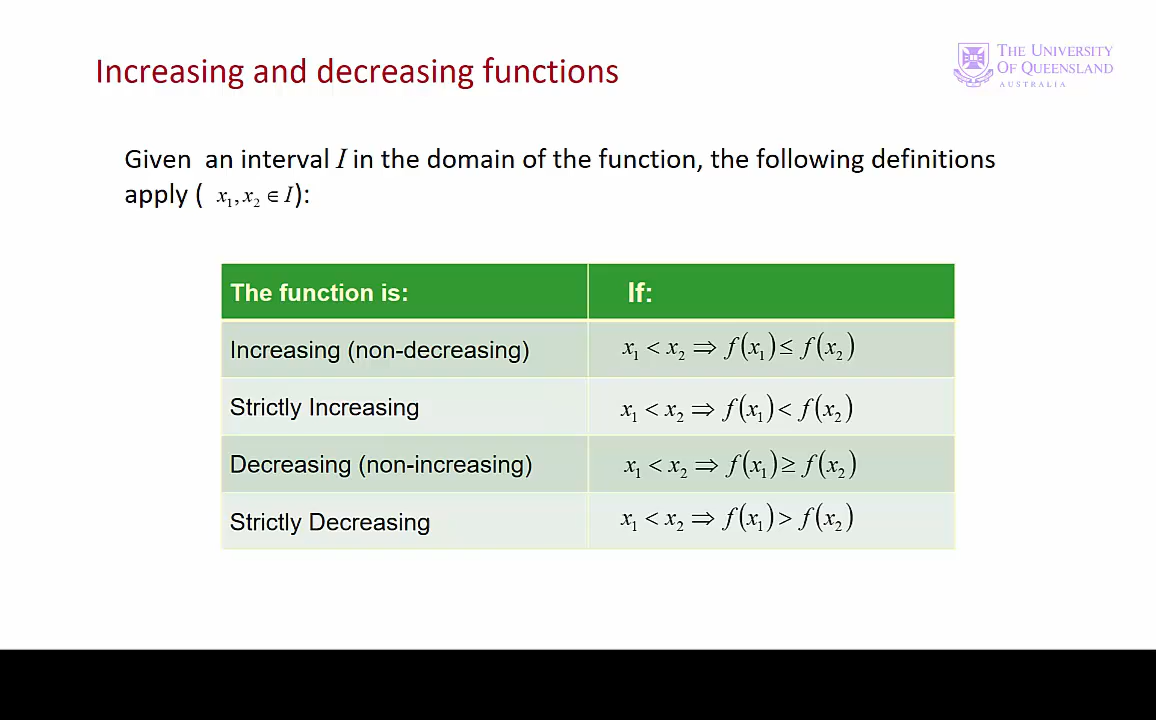 Increasing and decreasing functions
THE UNIVERSITY
OF QUEENSLAND
AUSTRALIA
Given an interval I in the domain of the function, the following definitions
apply ( x₁, x₂ ∈ I):
The function is: If:
Increasing (non-decreasing) x₁ < x₂ ⇒ f(x₁) ≤ f(x₂)
Strictly Increasing x₁ < x₂ ⇒ f(x₁) < f(x₂)
Decreasing (non-increasing) x₁ < x₂ ⇒ f(x₁) ≥ f(x₂)
Strictly Decreasing x₁ < x₂ ⇒ f(x₁) > f(x₂)